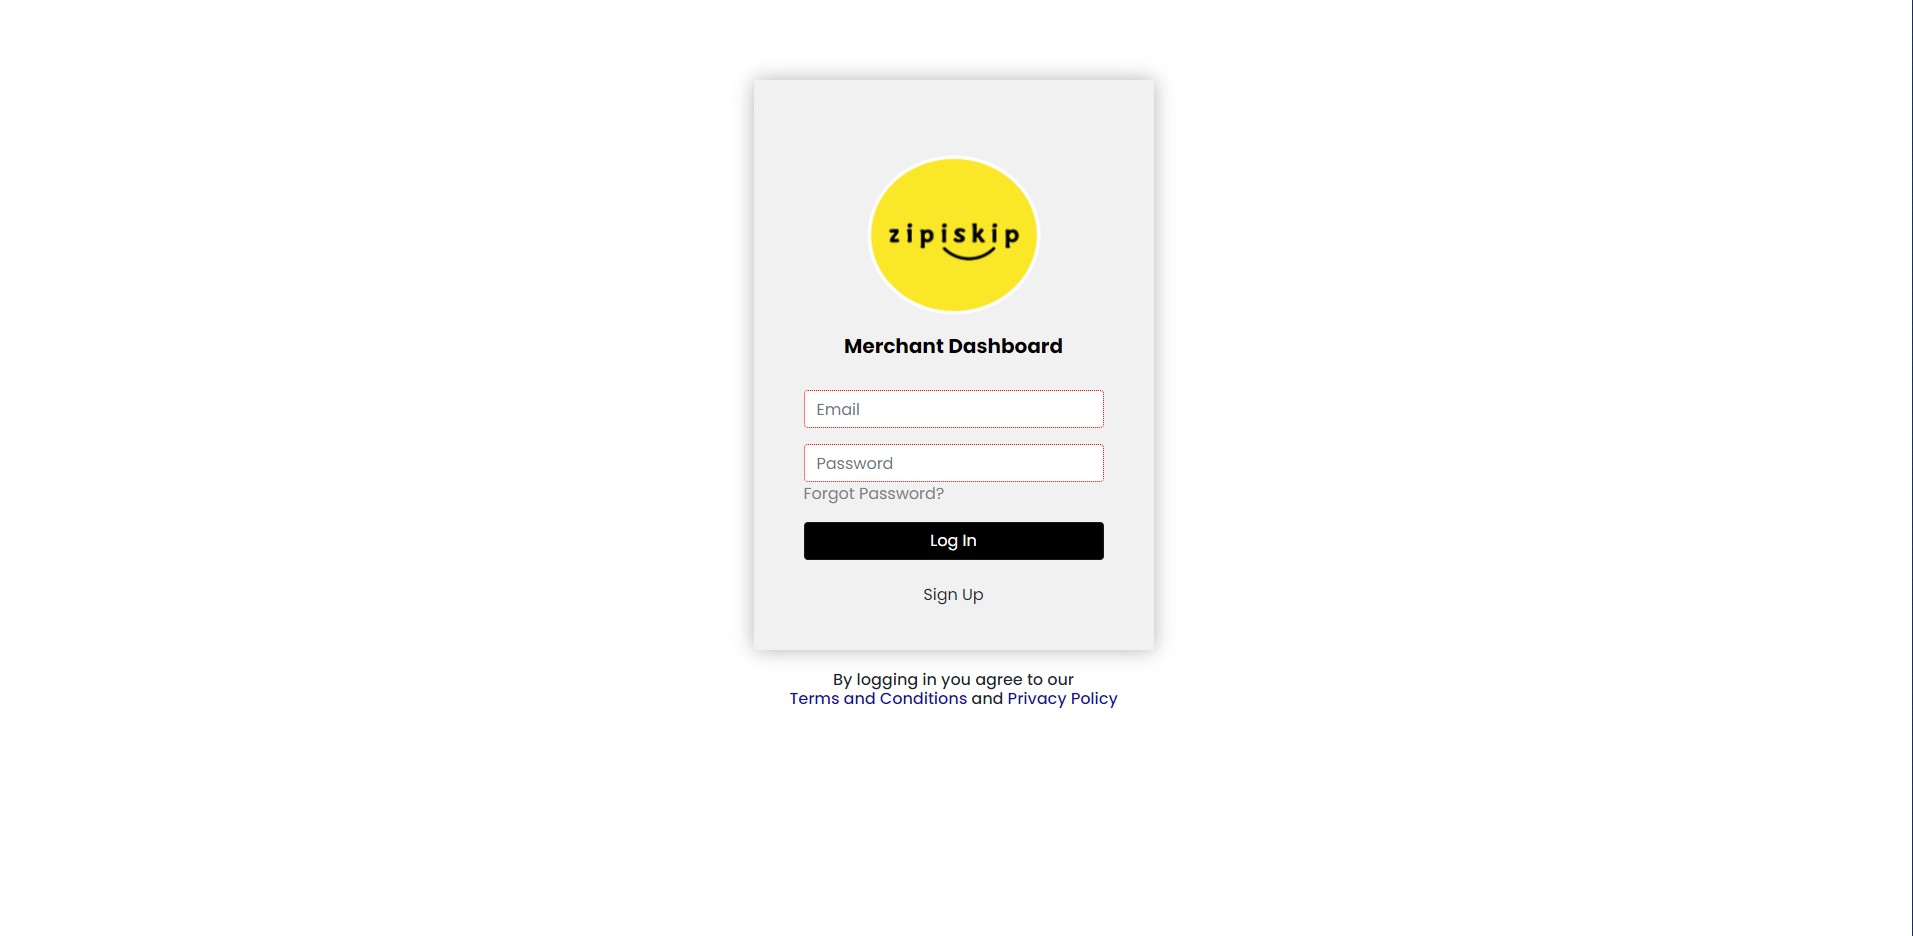 zipiskip
Merchant Dashboard
Email
Password
Forgot Password?
Log In
Sign Up
By logging in you agree to our
Terms and Conditions and Privacy Policy